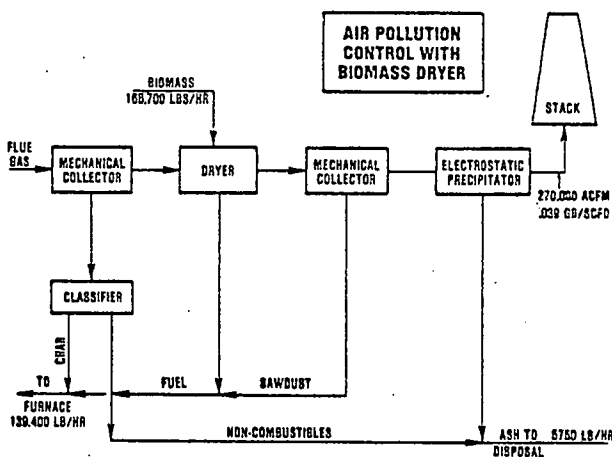 AIR POLLUTION
CONTROL WITH
BIOMASS DRYER
STACK
BIOMASS
168,700 LBS/HR
FLUE
GAS
MECHANICAL
COLLECTOR
DRYER
MECHANICAL
COLLECTOR
ELECTROSTATIC
PRECIPITATOR
270,000 ACFM
.039 GR/SCFD
CLASSIFIER
CHAR
TO
FUEL
SAWDUST
FURNACE
139,400 LB/HR
NON-COMBUSTIBLES
ASH TO
DISPOSAL
5750 LB/HR